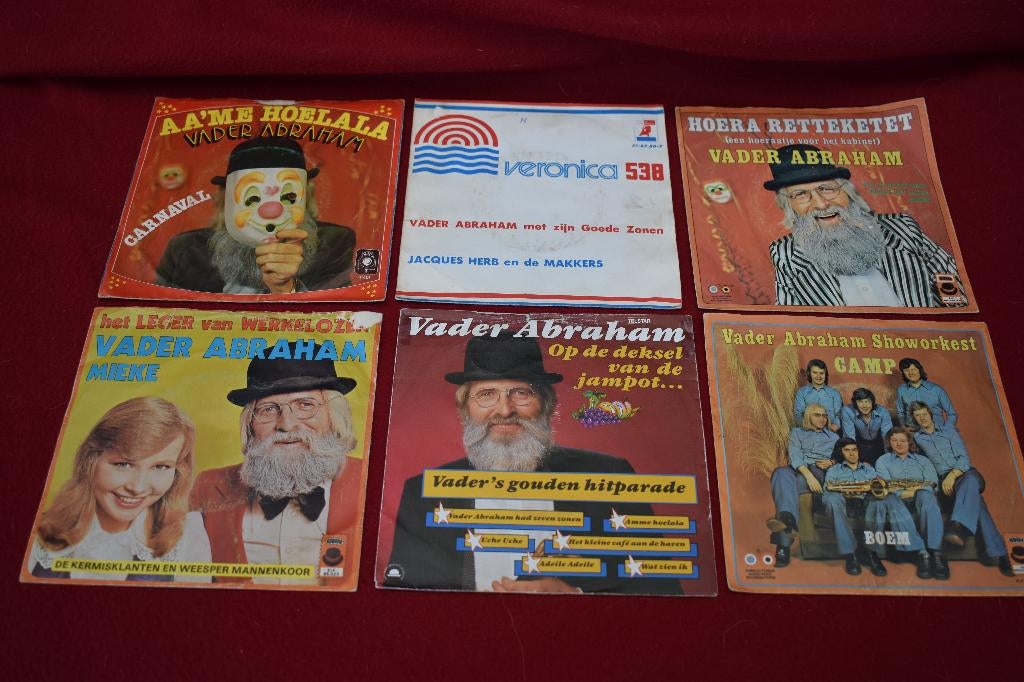 AA'ME HOELALA
VADER ABRAHAM
CARNAVAL
veronica 538
VADER ABRAHAM met zijn Goede Zonen
JACQUES HERB en de MAKKERS
HOERA RETTEKETET
(een hoeraatje voor het kabinet)
VADER ABRAHAM
het LEGER van WERKELOZEN
VADER ABRAHAM
MIEKE
DE KERMISKLANTEN EN WEESPER MANNENKOOR
TELSTAR
Vader Abraham
Op de deksel
van de
jampot...
Vader's gouden hitparade
Vader Abraham had zeven zonen
Amme hoelala
Uche Uche
Het kleine café aan de haven
Adeile Adeile
Wat zien ik
Vader Abraham Showorkest
CAMP
BOEM